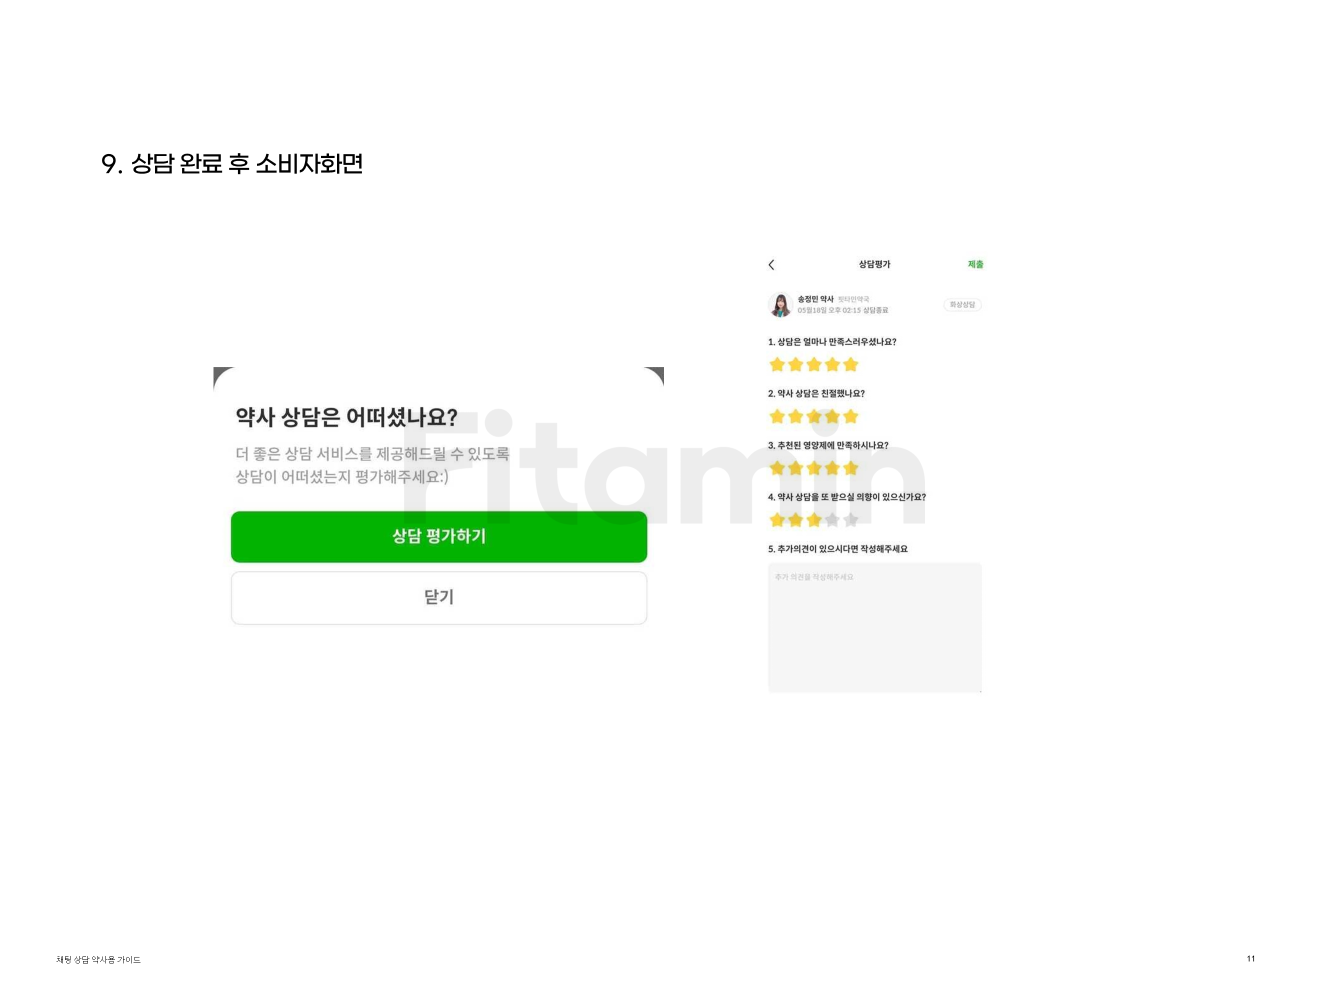 9. 상담 완료 후 소비자화면
약사 상담은 어떠셨나요?
더 좋은 상담 서비스를 제공해드릴 수 있도록
상담이 어떠셨는지 평가해주세요:)
상담 평가하기
닫기
Fitamin
상담평가
제출
송정민 약사 핏타민약국
화상상담
05월18일 오후 02:15 상담종료
1. 상담은 얼마나 만족스러우셨나요?
2. 약사 상담은 친절했나요?
3. 추천된 영양제에 만족하시나요?
4. 약사 상담을 또 받으실 의향이 있으신가요?
5. 추가의견이 있으시다면 작성해주세요
추가 의견을 작성해주세요
채팅 상담 약사용 가이드
11